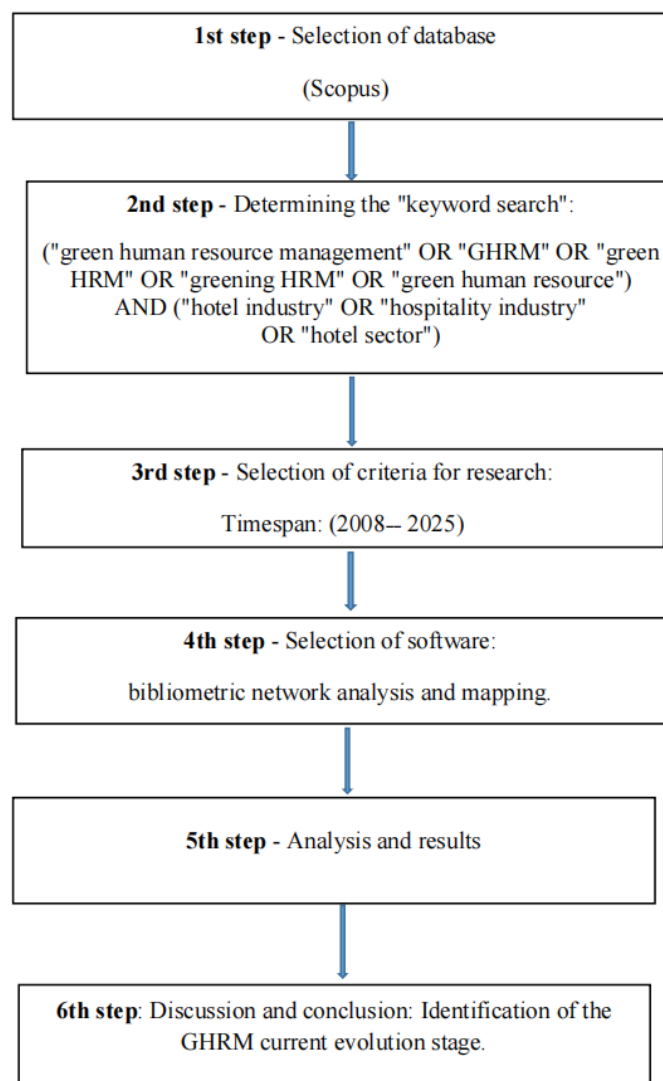 1st step - Selection of database
(Scopus)
2nd step - Determining the "keyword search":
("green human resource management" OR "GHRM" OR "green
HRM" OR "greening HRM" OR "green human resource")
AND ("hotel industry" OR "hospitality industry"
OR "hotel sector")
3rd step - Selection of criteria for research:
Timespan: (2008-- 2025)
4th step - Selection of software:
bibliometric network analysis and mapping.
5th step - Analysis and results
6th step: Discussion and conclusion: Identification of the
GHRM current evolution stage.